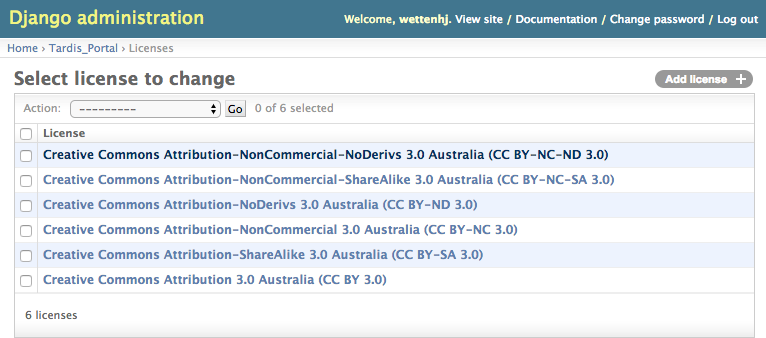 Django administration
Welcome, wettenhj. View site / Documentation / Change password / Log out
Home › Tardis_Portal › Licenses
Select license to change
Add license +
Action: --------- Go 0 of 6 selected
License
Creative Commons Attribution-NonCommercial-NoDerivs 3.0 Australia (CC BY-NC-ND 3.0)
Creative Commons Attribution-NonCommercial-ShareAlike 3.0 Australia (CC BY-NC-SA 3.0)
Creative Commons Attribution-NoDerivs 3.0 Australia (CC BY-ND 3.0)
Creative Commons Attribution-NonCommercial 3.0 Australia (CC BY-NC 3.0)
Creative Commons Attribution-ShareAlike 3.0 Australia (CC BY-SA 3.0)
Creative Commons Attribution 3.0 Australia (CC BY 3.0)
6 licenses